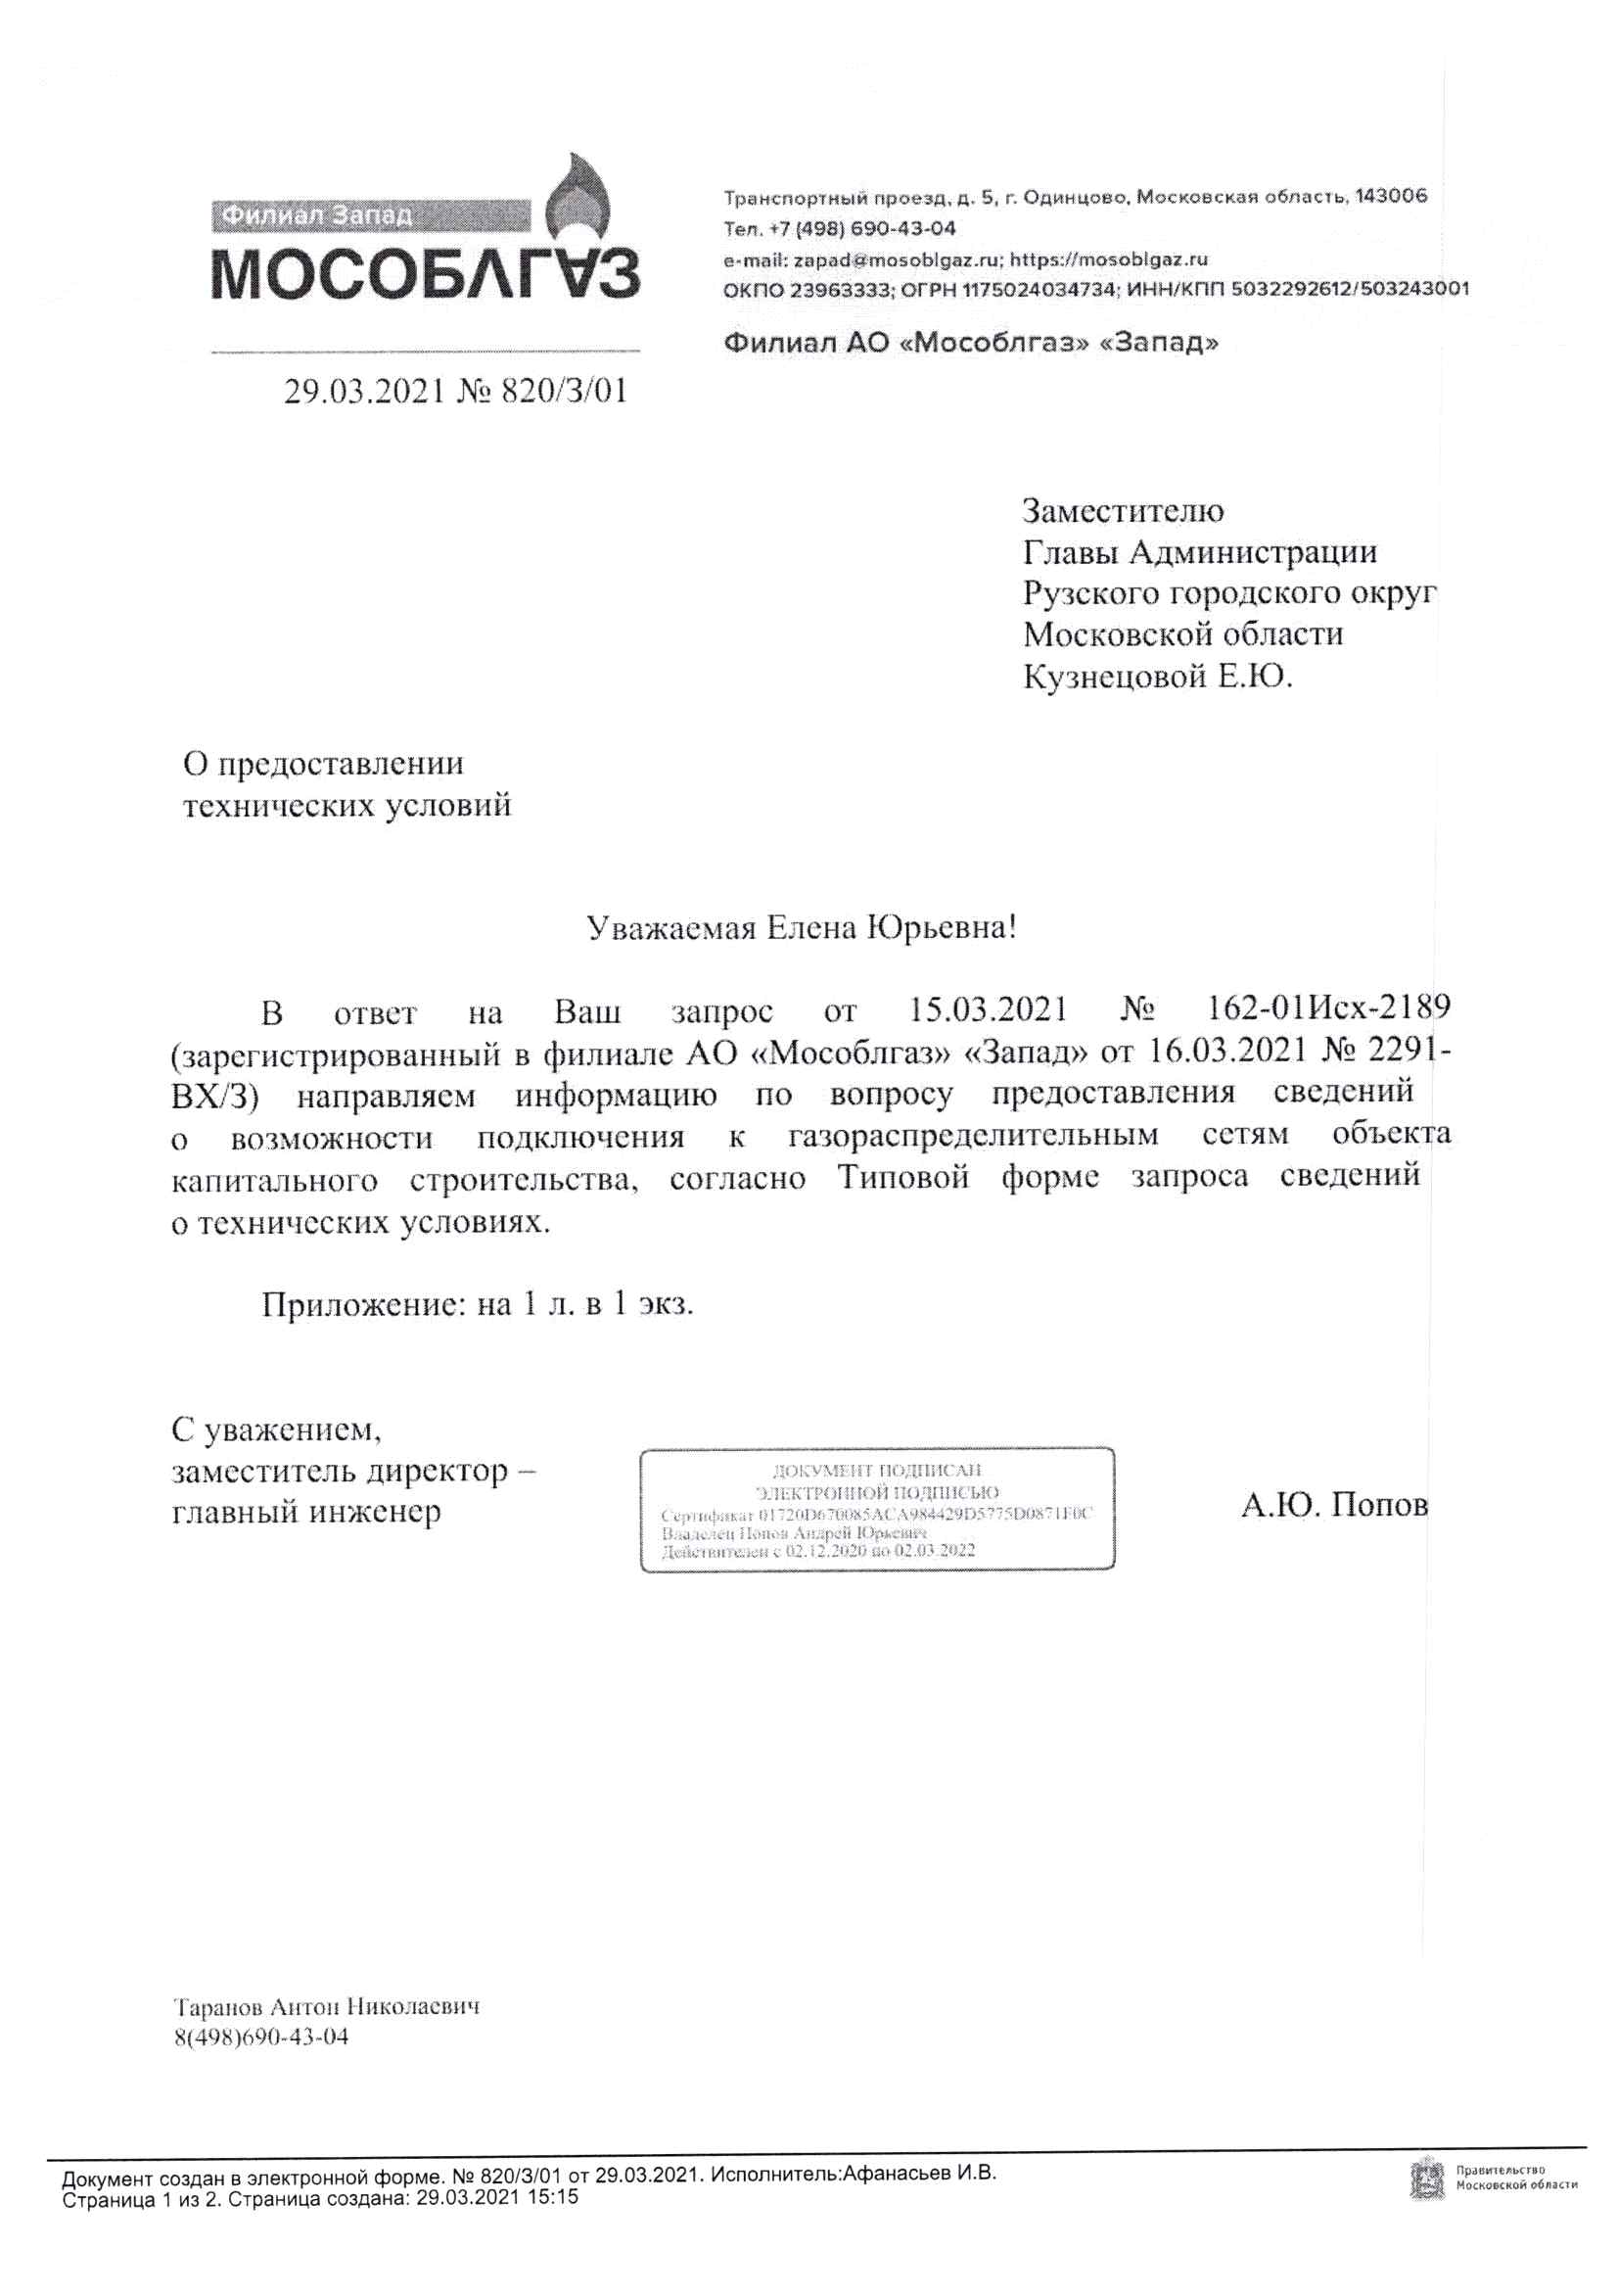 Филиал Запад
МОСОБЛГАЗ
Транспортный проезд, д. 5, г. Одинцово, Московская область, 143006
Тел. +7 (498) 690-43-04
e-mail: zapad@mosoblgaz.ru; https://mosoblgaz.ru
ОКПО 23963333; ОГРН 1175024034734; ИНН/КПП 5032292612/503243001
Филиал АО «Мособлгаз» «Запад»
29.03.2021 № 820/З/01
Заместителю
Главы Администрации
Рузского городского округ
Московской области
Кузнецовой Е.Ю.
О предоставлении
технических условий
Уважаемая Елена Юрьевна!
В ответ на Ваш запрос от 15.03.2021 № 162-01Исх-2189
(зарегистрированный в филиале АО «Мособлгаз» «Запад» от 16.03.2021 № 2291-
ВХ/З) направляем информацию по вопросу предоставления сведений
о возможности подключения к газораспределительным сетям объекта
капитального строительства, согласно Типовой форме запроса сведений
о технических условиях.
Приложение: на 1 л. в 1 экз.
С уважением,
заместитель директор –
главный инженер
ДОКУМЕНТ ПОДПИСАН
ЭЛЕКТРОННОЙ ПОДПИСЬЮ
Сертификат 01720D670085ACA984429D5775D0871F0C
Владелец Попов Андрей Юрьевич
Действителен с 02.12.2020 по 02.03.2022
А.Ю. Попов
Таранов Антон Николаевич
8(498)690-43-04
Документ создан в электронной форме. № 820/З/01 от 29.03.2021. Исполнитель:Афанасьев И.В.
Страница 1 из 2. Страница создана: 29.03.2021 15:15
Правительство
Московской области